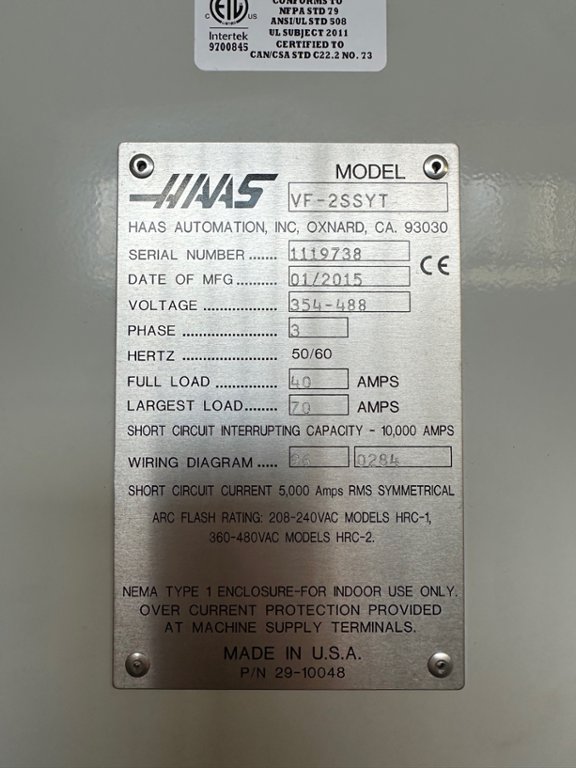 C ETL US
Intertek
9700845
CONFORMS TO
NFPA STD 79
ANSI/UL STD 508
UL SUBJECT 2011
CERTIFIED TO
CAN/CSA STD C22.2 NO. 73
HAAS
MODEL
VF-2SSYT
HAAS AUTOMATION, INC, OXNARD, CA. 93030
SERIAL NUMBER ....... 1119738
CE
DATE OF MFG ........... 01/2015
VOLTAGE ................... 354-488
PHASE ........................ 3
HERTZ ........................ 50/60
FULL LOAD ................ 40 AMPS
LARGEST LOAD........ 70 AMPS
SHORT CIRCUIT INTERRUPTING CAPACITY - 10,000 AMPS
WIRING DIAGRAM ..... 0284
SHORT CIRCUIT CURRENT 5,000 Amps RMS SYMMETRICAL
ARC FLASH RATING: 208-240VAC MODELS HRC-1,
360-480VAC MODELS HRC-2.
NEMA TYPE 1 ENCLOSURE-FOR INDOOR USE ONLY.
OVER CURRENT PROTECTION PROVIDED
AT MACHINE SUPPLY TERMINALS.
MADE IN U.S.A.
P/N 29-10048